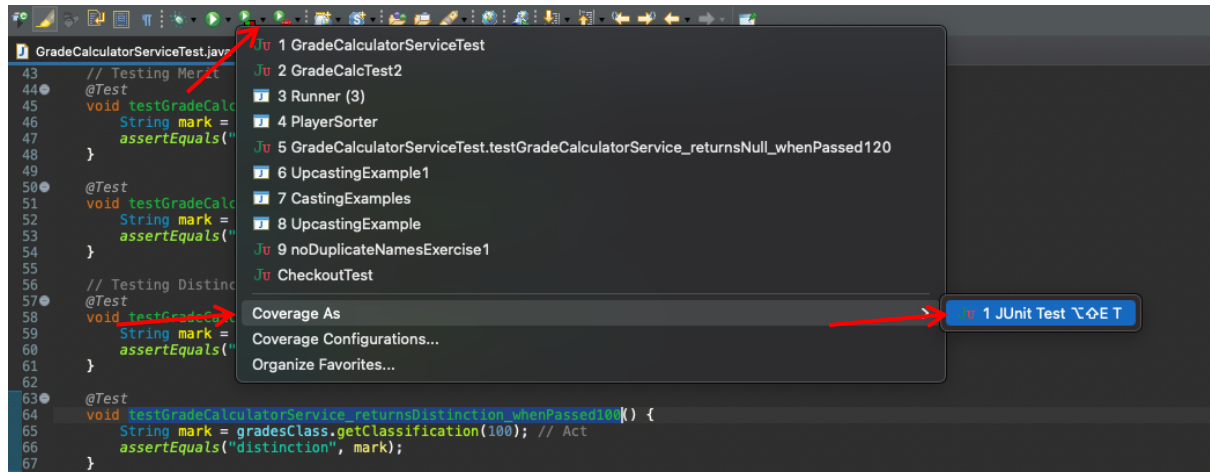 GradeCalculatorServiceTest.java
1 GradeCalculatorServiceTest
2 GradeCalcTest2
3 Runner (3)
4 PlayerSorter
5 GradeCalculatorServiceTest.testGradeCalculatorService_returnsNull_whenPassed120
6 UpcastingExample1
7 CastingExamples
8 UpcastingExample
9 noDuplicateNamesExercise1
CheckoutTest
Coverage As
1 JUnit Test ⌥⇧E T
Coverage Configurations...
Organize Favorites...
43 // Testing Merit
44 @Test
45 void testGradeCalc
46 String mark =
47 assertEquals("
48 }
49
50 @Test
51 void testGradeCalc
52 String mark =
53 assertEquals("
54 }
55
56 // Testing Distinc
57 @Test
58 void testGradeCalc
59 String mark =
60 assertEquals("
61 }
62
63 @Test
64 void testGradeCalculatorService_returnsDistinction_whenPassed100() {
65 String mark = gradesClass.getClassification(100); // Act
66 assertEquals("distinction", mark);
67 }